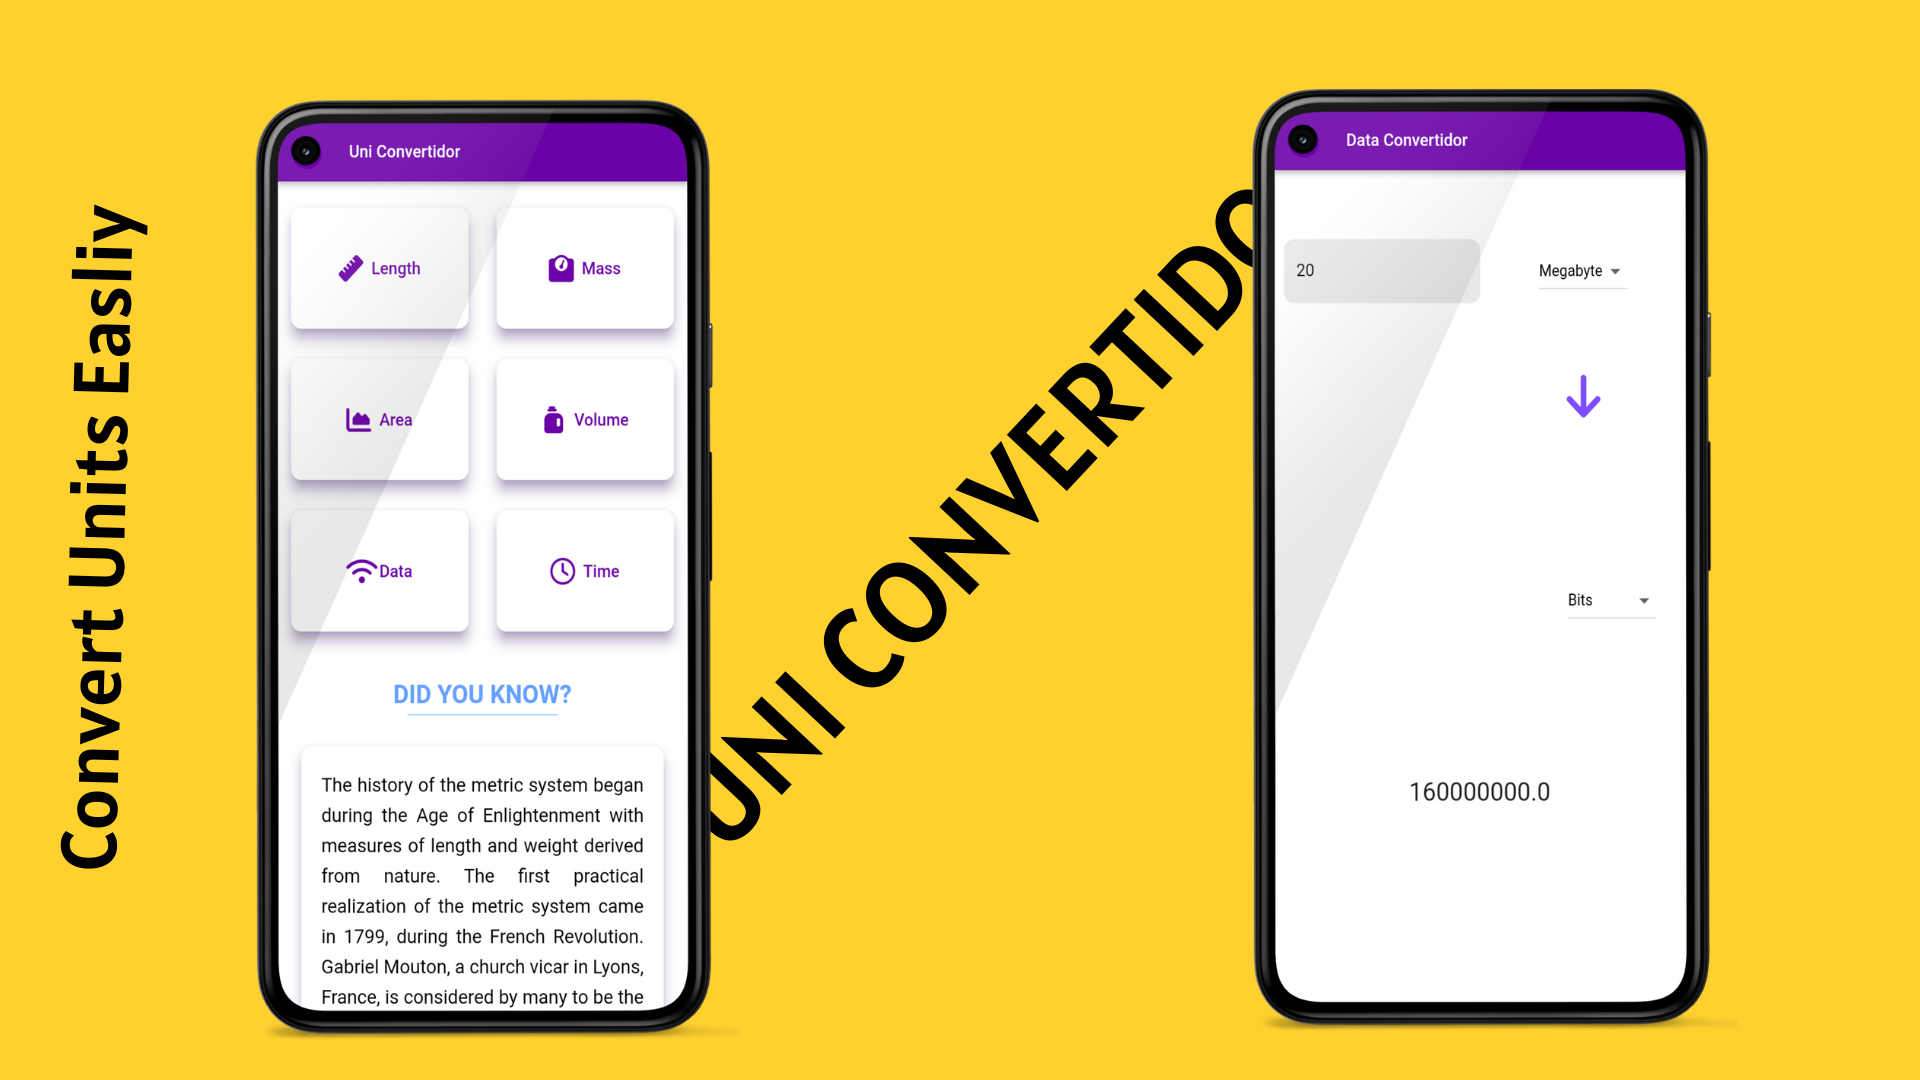 Convert Units Easliy
Uni Convertidor
Length
Mass
Area
Volume
Data
Time
DID YOU KNOW?
The history of the metric system began
during the Age of Enlightenment with
measures of length and weight derived
from nature. The first practical
realization of the metric system came
in 1799, during the French Revolution.
Gabriel Mouton, a church vicar in Lyons,
France, is considered by many to be the
UNI CONVERTIDO
Data Convertidor
20
Megabyte
Bits
160000000.0